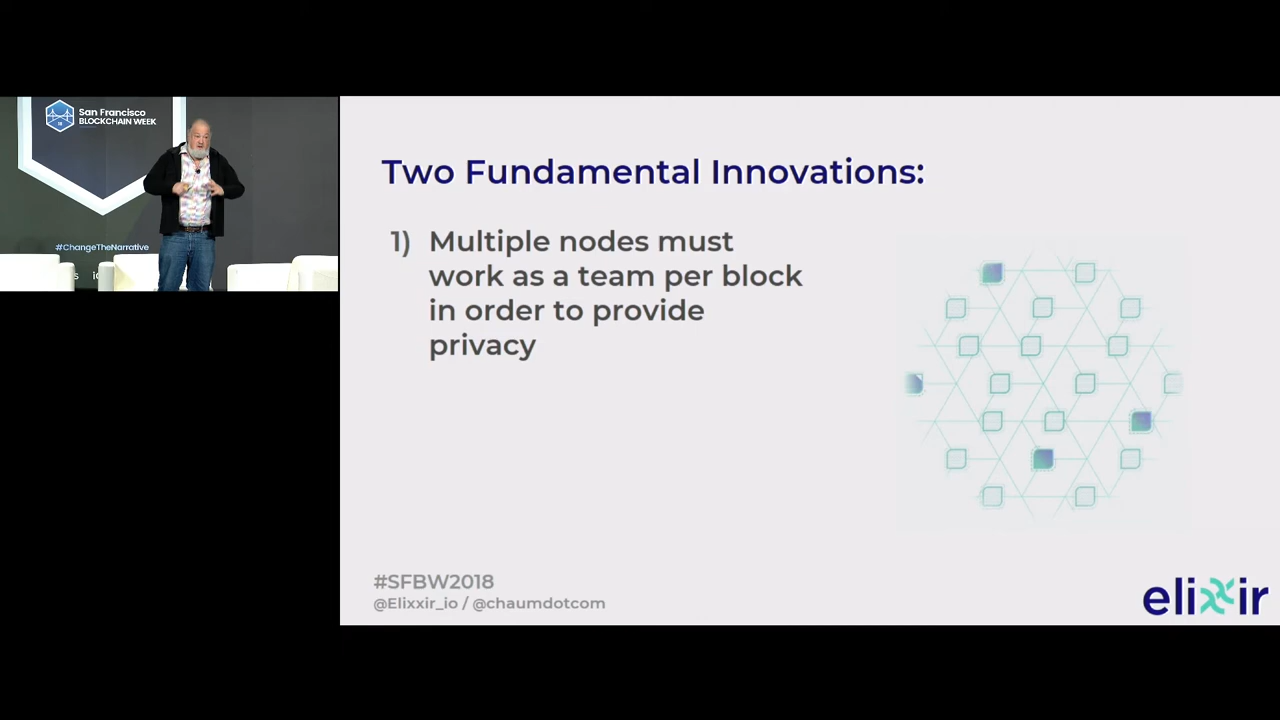 San Francisco
BLOCKCHAIN WEEK
#ChangeTheNarrative
Two Fundamental Innovations:
1) Multiple nodes must
work as a team per block
in order to provide
privacy
#SFBW2018
@Elixxir_io / @chaumdotcom
elixxir